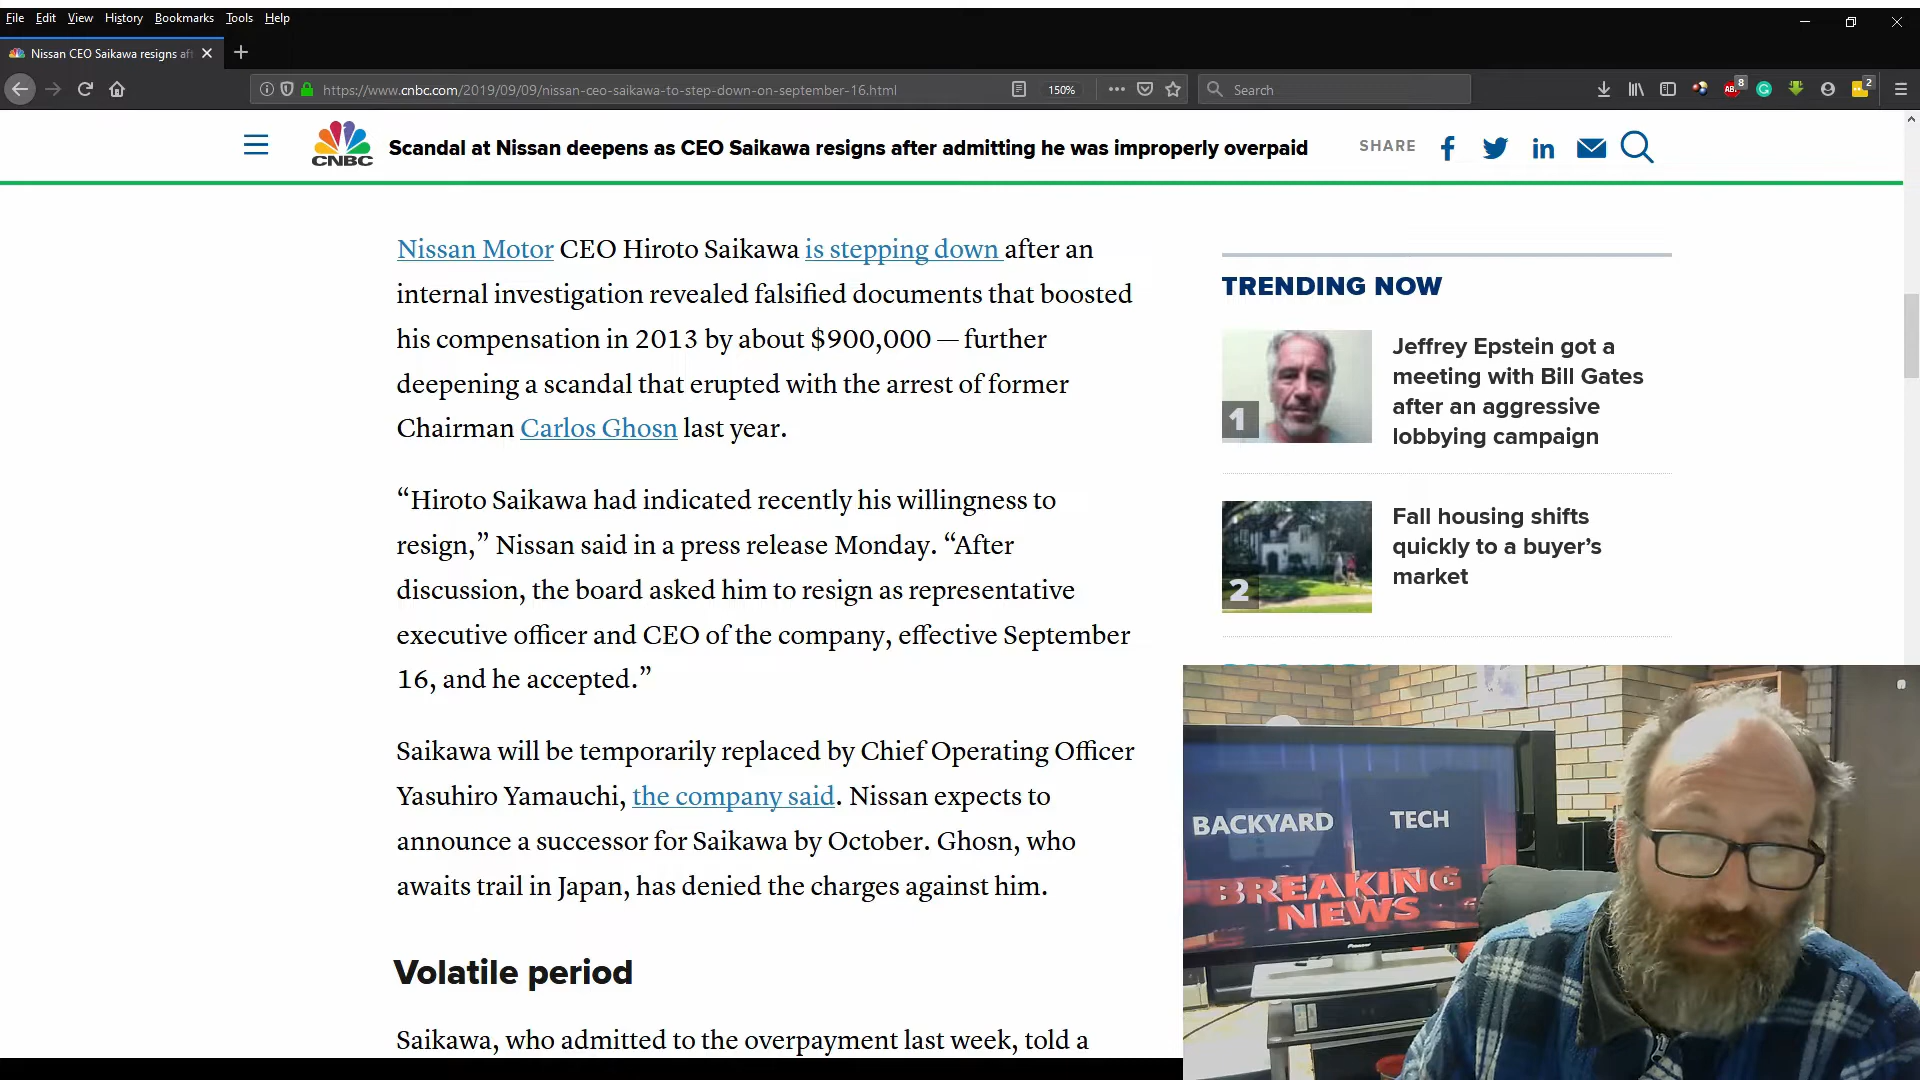 File Edit View History Bookmarks Tools Help
Nissan CEO Saikawa resigns aft
https://www.cnbc.com/2019/09/09/nissan-ceo-saikawa-to-step-down-on-september-16.html
150%
Search
8
2
CNBC
Scandal at Nissan deepens as CEO Saikawa resigns after admitting he was improperly overpaid
SHARE
Nissan Motor CEO Hiroto Saikawa is stepping down after an
internal investigation revealed falsified documents that boosted
his compensation in 2013 by about $900,000 — further
deepening a scandal that erupted with the arrest of former
Chairman Carlos Ghosn last year.
“Hiroto Saikawa had indicated recently his willingness to
resign,” Nissan said in a press release Monday. “After
discussion, the board asked him to resign as representative
executive officer and CEO of the company, effective September
16, and he accepted.”
Saikawa will be temporarily replaced by Chief Operating Officer
Yasuhiro Yamauchi, the company said. Nissan expects to
announce a successor for Saikawa by October. Ghosn, who
awaits trail in Japan, has denied the charges against him.
Volatile period
Saikawa, who admitted to the overpayment last week, told a
TRENDING NOW
1
Jeffrey Epstein got a
meeting with Bill Gates
after an aggressive
lobbying campaign
2
Fall housing shifts
quickly to a buyer’s
market
BACKYARD TECH
BREAKING
NEWS
Pioneer